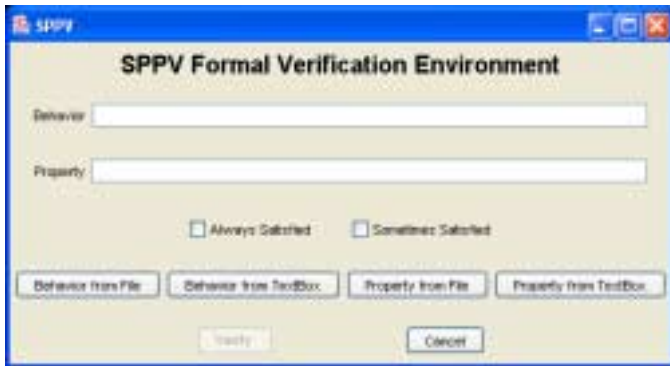 SPPV
SPPV Formal Verification Environment
Behavior
Property
Always Satisfied
Sometimes Satisfied
Behavior from File
Behavior from TextBox
Property from File
Property from TextBox
Verify
Cancel